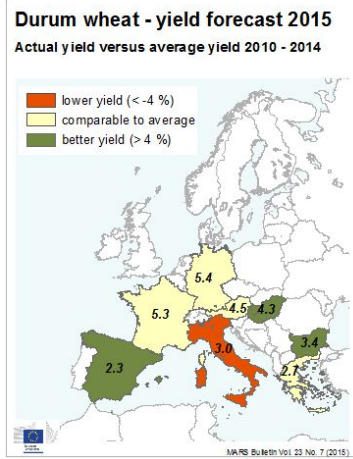 Durum wheat - yield forecast 2015
Actual yield versus average yield 2010 - 2014
lower yield (< -4 %)
comparable to average
better yield (> 4 %)
5.4
5.3
4.5
4.3
3.0
3.4
2.7
2.3
MARS Bulletin Vol. 23 No. 7 (2015)